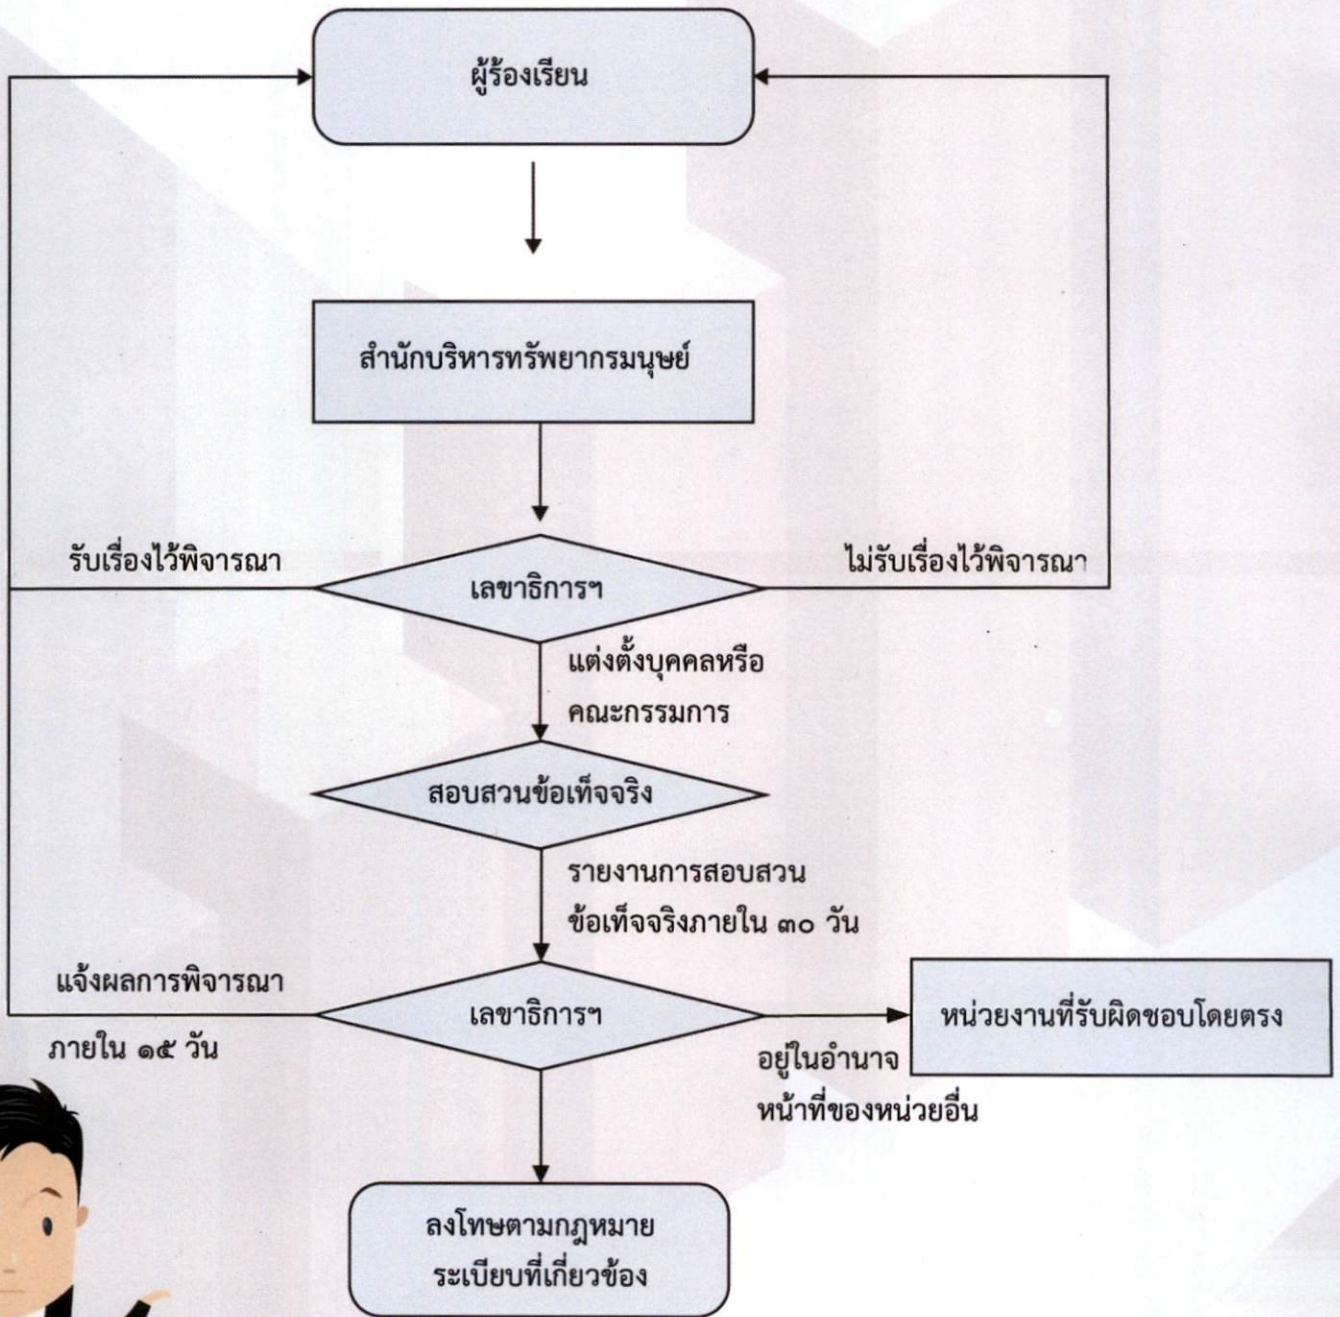 ผู้ร้องเรียน
สำนักบริหารทรัพยากรมนุษย์
รับเรื่องไว้พิจารณา
เลขาธิการฯ
ไม่รับเรื่องไว้พิจารณา
แต่งตั้งบุคคลหรือ
คณะกรรมการ
สอบสวนข้อเท็จจริง
รายงานการสอบสวน
ข้อเท็จจริงภายใน ๓๐ วัน
แจ้งผลการพิจารณา
ภายใน ๑๕ วัน
เลขาธิการฯ
หน่วยงานที่รับผิดชอบโดยตรง
อยู่ในอำนาจ
หน้าที่ของหน่วยอื่น
ลงโทษตามกฎหมาย
ระเบียบที่เกี่ยวข้อง